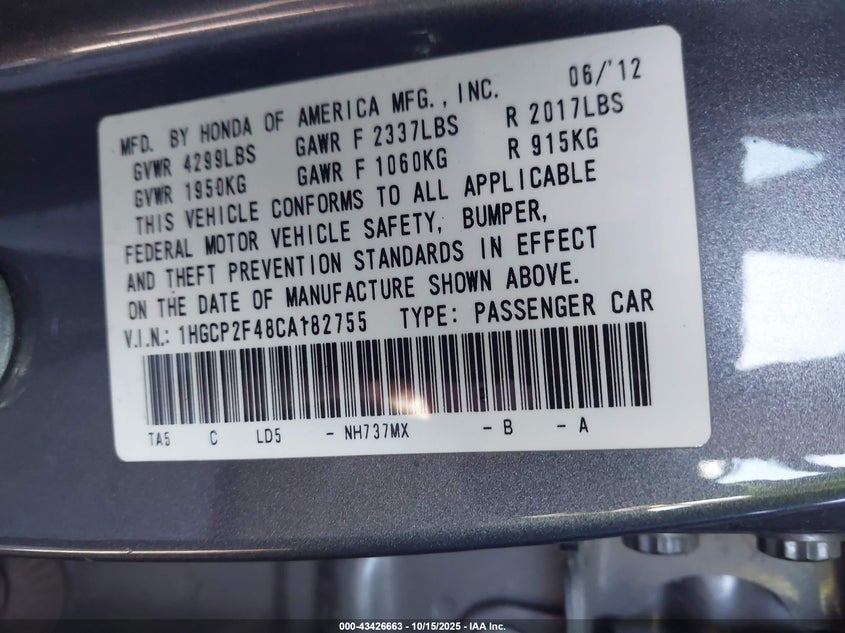 06/'12
MFD. BY HONDA OF AMERICA MFG., INC.
GVWR 4299LBS GAWR F 2337LBS R 2017LBS
GVWR 1950KG GAWR F 1060KG R 915KG
THIS VEHICLE CONFORMS TO ALL APPLICABLE
FEDERAL MOTOR VEHICLE SAFETY, BUMPER,
AND THEFT PREVENTION STANDARDS IN EFFECT
ON THE DATE OF MANUFACTURE SHOWN ABOVE.
V.I.N.: 1HGCP2F48CA182755 TYPE: PASSENGER CAR
TA5 C LD5 - NH737MX - B - A
000-43426663 - 10/15/2025 - IAA Inc.